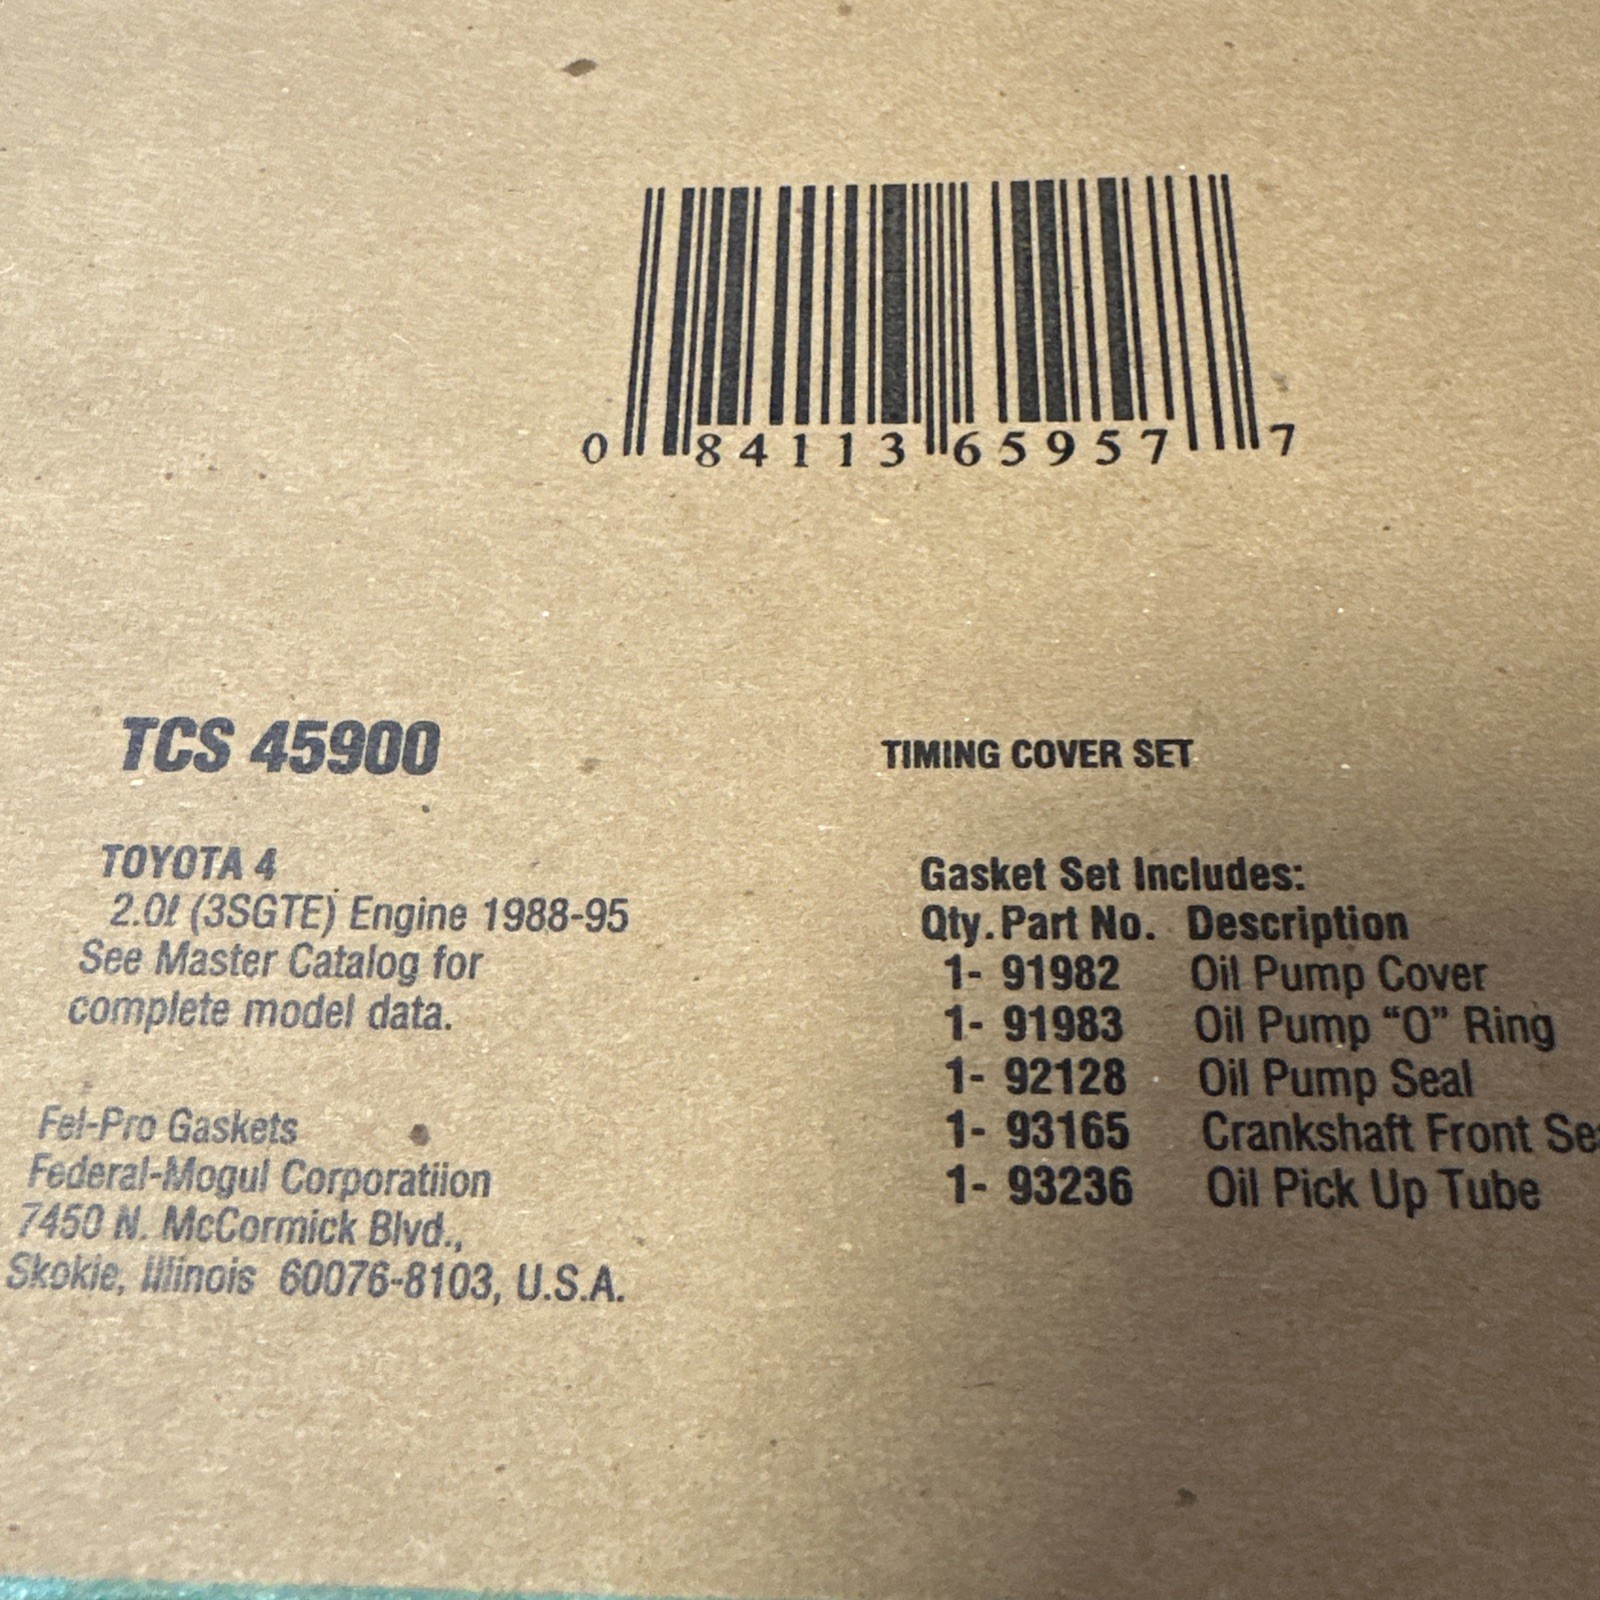 0 84113 65957 7
TCS 45900
TIMING COVER SET
TOYOTA 4
2.0ℓ (3SGTE) Engine 1988-95
See Master Catalog for
complete model data.
Fel-Pro Gaskets
Federal-Mogul Corporatiion
7450 N. McCormick Blvd.,
Skokie, Illinois 60076-8103, U.S.A.
Gasket Set Includes:
Qty. Part No. Description
1- 91982 Oil Pump Cover
1- 91983 Oil Pump “O” Ring
1- 92128 Oil Pump Seal
1- 93165 Crankshaft Front
1- 93236 Oil Pick Up Tube